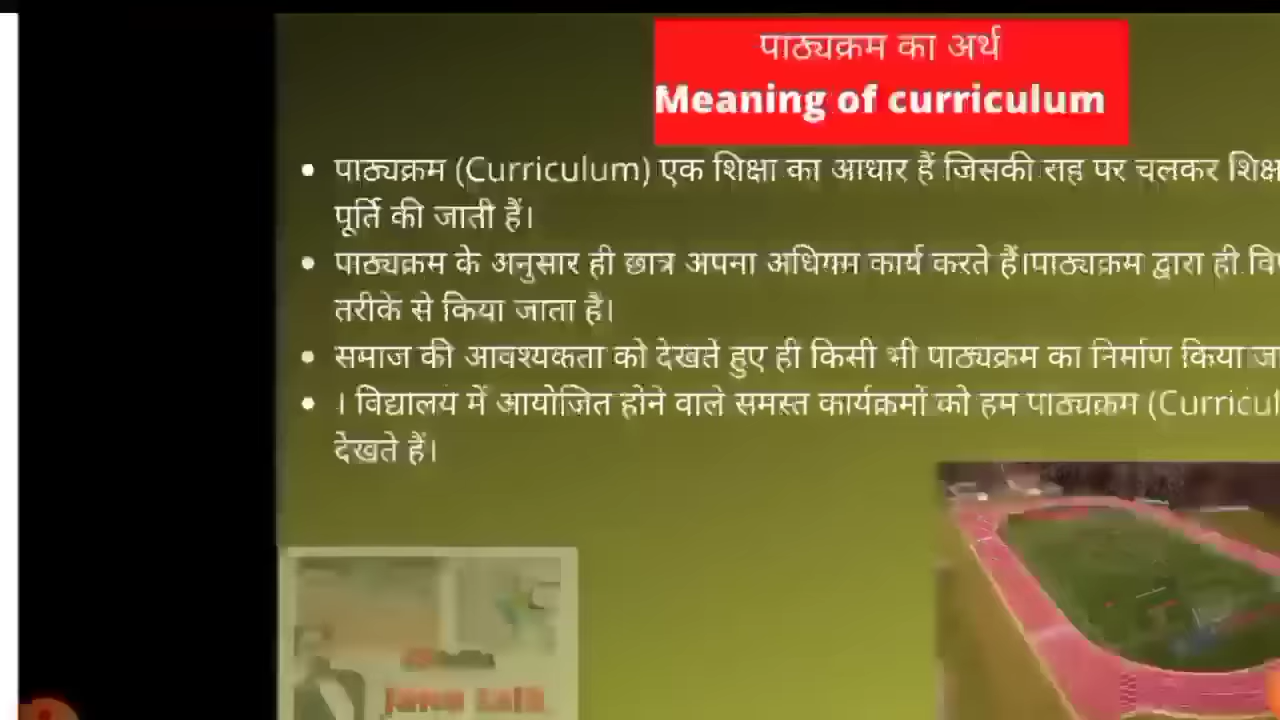 पाठ्यक्रम का अर्थ
Meaning of curriculum
• पाठ्यक्रम (Curriculum) एक शिक्षा का आधार हैं जिसकी राह पर चलकर
पूर्ति की जाती हैं।
• पाठ्यक्रम के अनुसार ही छात्र अपना अधिगम कार्य करते हैं।पाठ्यक्रम द्वारा ही
तरीके से किया जाता है।
• समाज की आवश्यकता को देखते हुए ही किसी भी पाठ्यक्रम का निर्माण किया
• । विद्यालय में आयोजित होने वाले समस्त कार्यक्रमों को हम पाठ्यक्रम
देखते हैं।